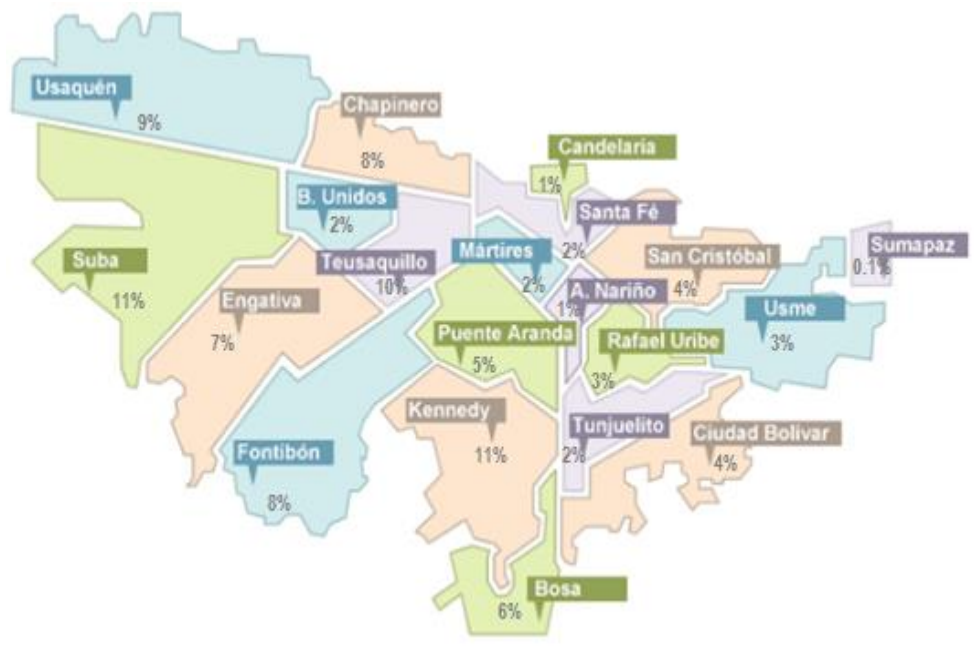 Usaquén
9%
Chapinero
8%
Candelaria
1%
B. Unidos
2%
Santa Fé
2%
Mártires
2%
Teusaquillo
10%
Suba
11%
San Cristóbal
4%
Sumapaz
0.1%
Engativa
7%
A. Nariño
1%
Usme
3%
Puente Aranda
5%
Rafael Uribe
3%
Kennedy
11%
Tunjuelito
2%
Ciudad Bolívar
4%
Fontibón
8%
Bosa
6%